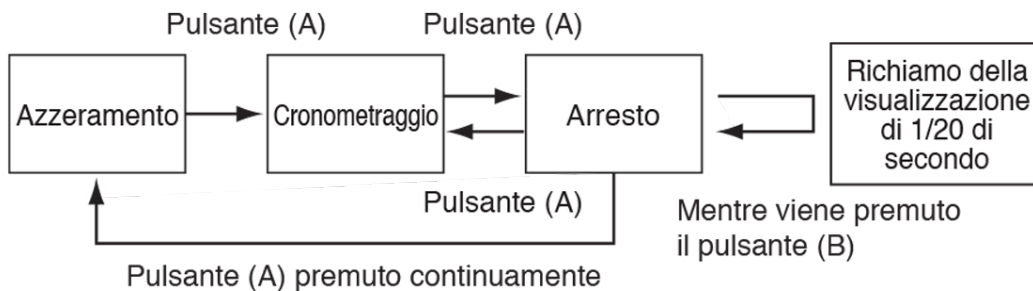 Pulsante (A)
Pulsante (A)
Azzeramento
Cronometraggio
Arresto
Richiamo della
visualizzazione
di 1/20 di
secondo
Pulsante (A)
Mentre viene premuto
il pulsante (B)
Pulsante (A) premuto continuamente